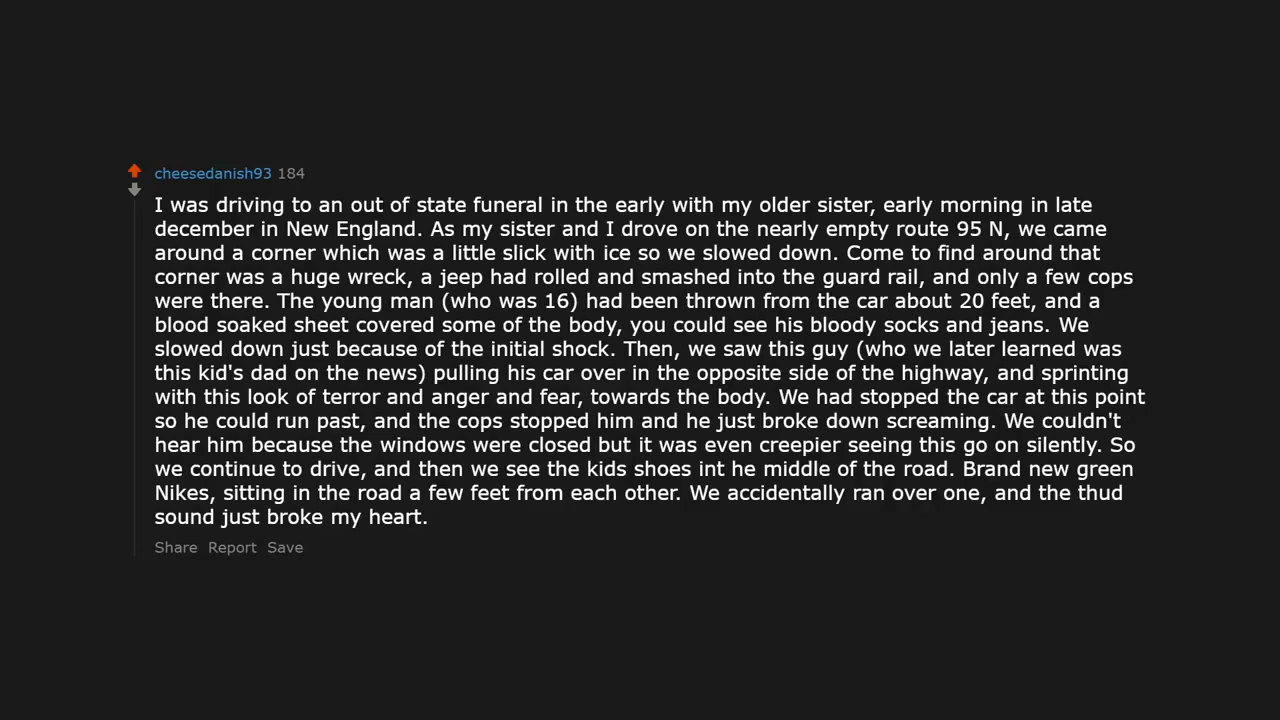 cheesedanish93 184
I was driving to an out of state funeral in the early with my older sister, early morning in late
december in New England. As my sister and I drove on the nearly empty route 95 N, we came
around a corner which was a little slick with ice so we slowed down. Come to find around that
corner was a huge wreck, a jeep had rolled and smashed into the guard rail, and only a few cops
were there. The young man (who was 16) had been thrown from the car about 20 feet, and a
blood soaked sheet covered some of the body, you could see his bloody socks and jeans. We
slowed down just because of the initial shock. Then, we saw this guy (who we later learned was
this kid's dad on the news) pulling his car over in the opposite side of the highway, and sprinting
with this look of terror and anger and fear, towards the body. We had stopped the car at this point
so he could run past, and the cops stopped him and he just broke down screaming. We couldn't
hear him because the windows were closed but it was even creepier seeing this go on silently. So
we continue to drive, and then we see the kids shoes int he middle of the road. Brand new green
Nikes, sitting in the road a few feet from each other. We accidentally ran over one, and the thud
sound just broke my heart.
Share Report Save